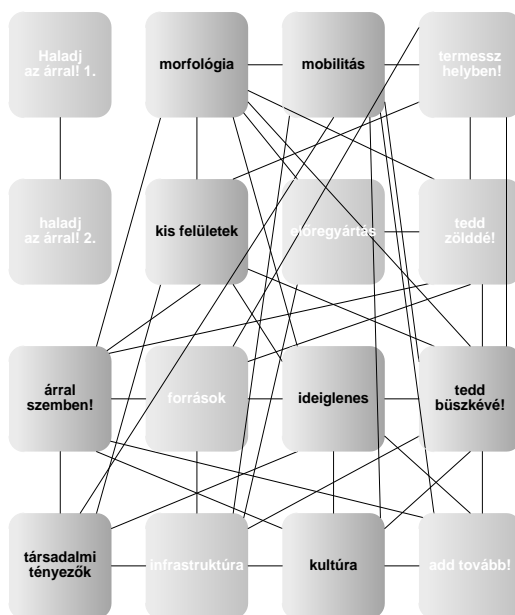 Haladj
az árral! 1.
morfológia
mobilitás
termessz
helyben!
haladj
az árral! 2.
kis felületek
előregyártás
tedd
zölddé!
árral
szemben!
források
ideiglenes
tedd
büszkévé!
társadalmi
tényezők
infrastruktúra
kultúra
add tovább!